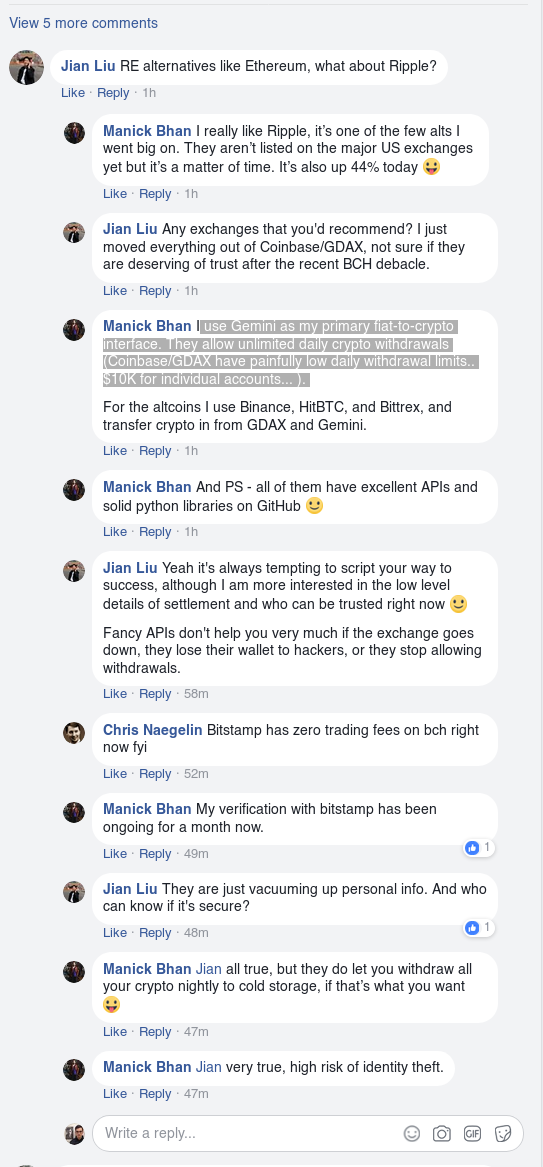 View 5 more comments
Jian Liu RE alternatives like Ethereum, what about Ripple?
Like · Reply · 1h
Manick Bhan I really like Ripple, it's one of the few alts I
went big on. They aren't listed on the major US exchanges
yet but it's a matter of time. It's also up 44% today 😜
Like · Reply · 1h
Jian Liu Any exchanges that you'd recommend? I just
moved everything out of Coinbase/GDAX, not sure if they
are deserving of trust after the recent BCH debacle.
Like · Reply · 1h
Manick Bhan I use Gemini as my primary fiat-to-crypto
interface. They allow unlimited daily crypto withdrawals
(Coinbase/GDAX have painfully low daily withdrawal limits..
$10K for individual accounts... ).
For the altcoins I use Binance, HitBTC, and Bittrex, and
transfer crypto in from GDAX and Gemini.
Like · Reply · 1h
Manick Bhan And PS - all of them have excellent APIs and
solid python libraries on GitHub 🙂
Like · Reply · 1h
Jian Liu Yeah it's always tempting to script your way to
success, although I am more interested in the low level
details of settlement and who can be trusted right now 🙂
Fancy APIs don't help you very much if the exchange goes
down, they lose their wallet to hackers, or they stop allowing
withdrawals.
Like · Reply · 58m
Chris Naegelin Bitstamp has zero trading fees on bch right
now fyi
Like · Reply · 52m
Manick Bhan My verification with bitstamp has been
ongoing for a month now.
1
Like · Reply · 49m
Jian Liu They are just vacuuming up personal info. And who
can know if it's secure?
1
Like · Reply · 48m
Manick Bhan Jian all true, but they do let you withdraw all
your crypto nightly to cold storage, if that's what you want
😜
Like · Reply · 47m
Manick Bhan Jian very true, high risk of identity theft.
Like · Reply · 47m
Write a reply...
GIF